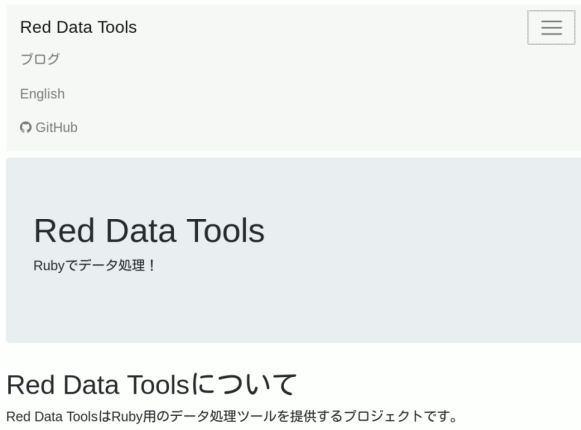 Red Data Tools
ブログ
English
GitHub
Red Data Tools
Rubyでデータ処理！
Red Data Toolsについて
Red Data ToolsはRuby用のデータ処理ツールを提供するプロジェクトです。